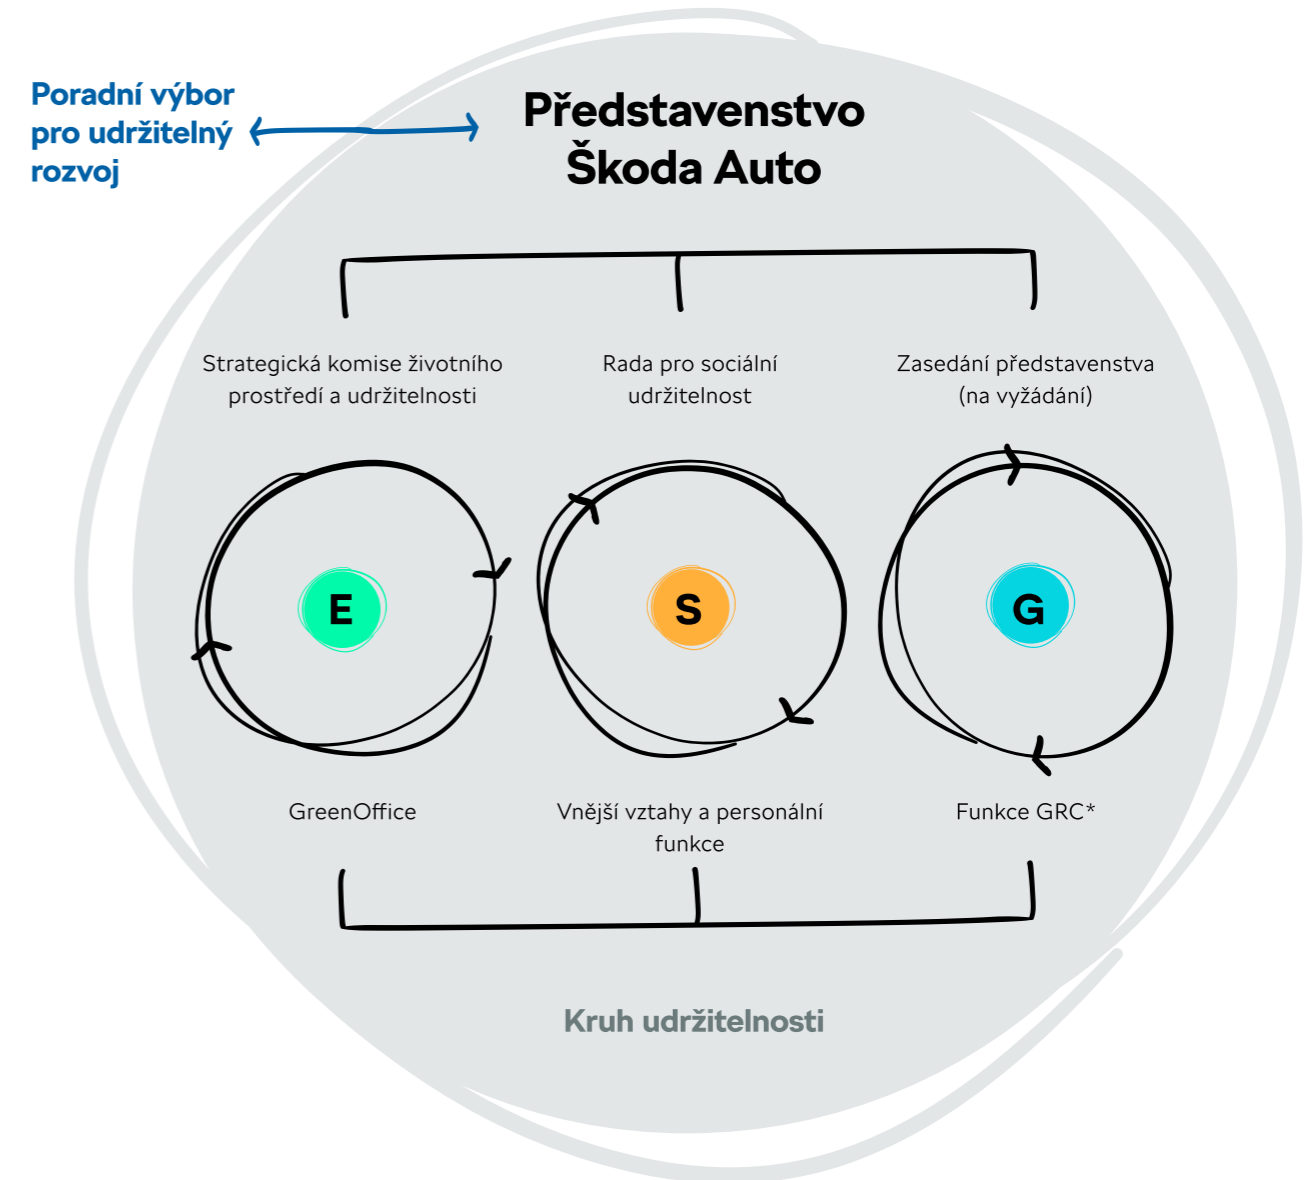 Poradní výbor
pro udržitelný
rozvoj
Představenstvo
Škoda Auto
Strategická komise životního
prostředí a udržitelnosti
Rada pro sociální
udržitelnost
Zasedání představenstva
(na vyžádání)
E
S
G
GreenOffice
Vnější vztahy a personální
funkce
Funkce GRC*
Kruh udržitelnosti